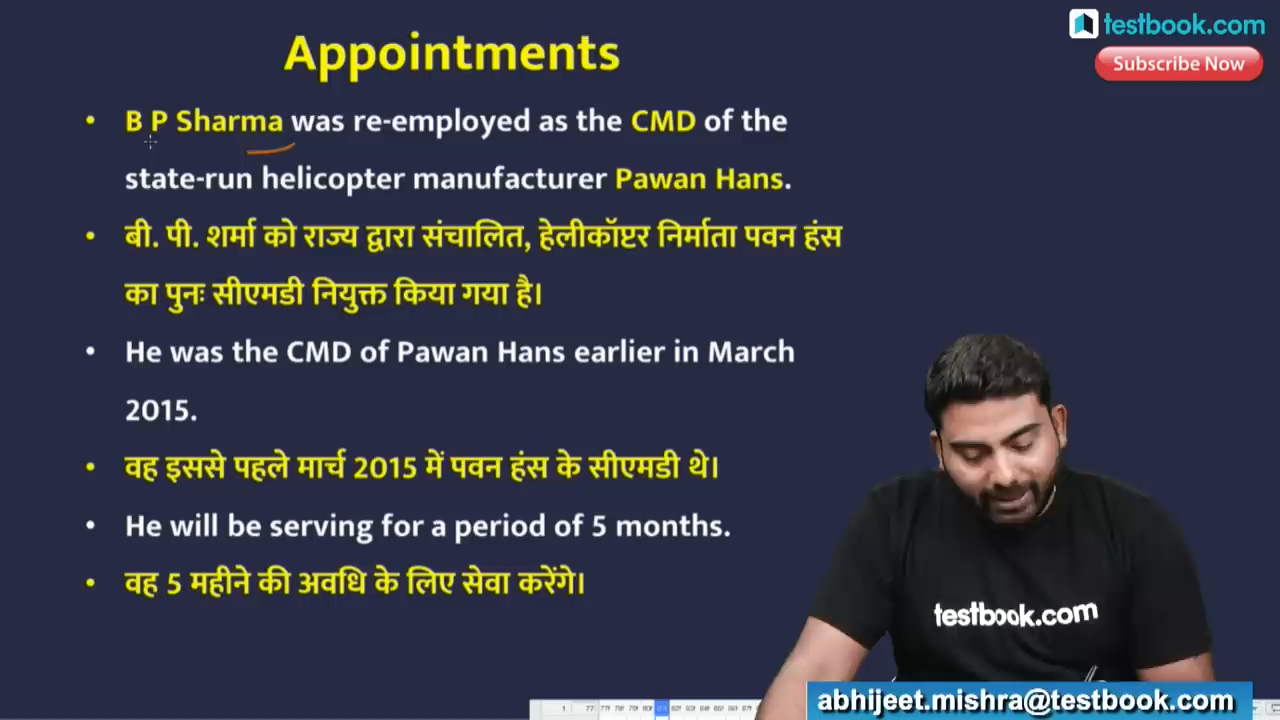 testbook.com
Subscribe Now
Appointments
• B P Sharma was re-employed as the CMD of the
state-run helicopter manufacturer Pawan Hans.
• बी. पी. शर्मा को राज्य द्वारा संचालित, हेलीकॉप्टर निर्माता पवन हंस
का पुनः सीएमडी नियुक्त किया गया है।
• He was the CMD of Pawan Hans earlier in March
2015.
• वह इससे पहले मार्च 2015 में पवन हंस के सीएमडी थे।
• He will be serving for a period of 5 months.
• वह 5 महीने की अवधि के लिए सेवा करेंगे।
testbook.com
abhijeet.mishra@testbook.com